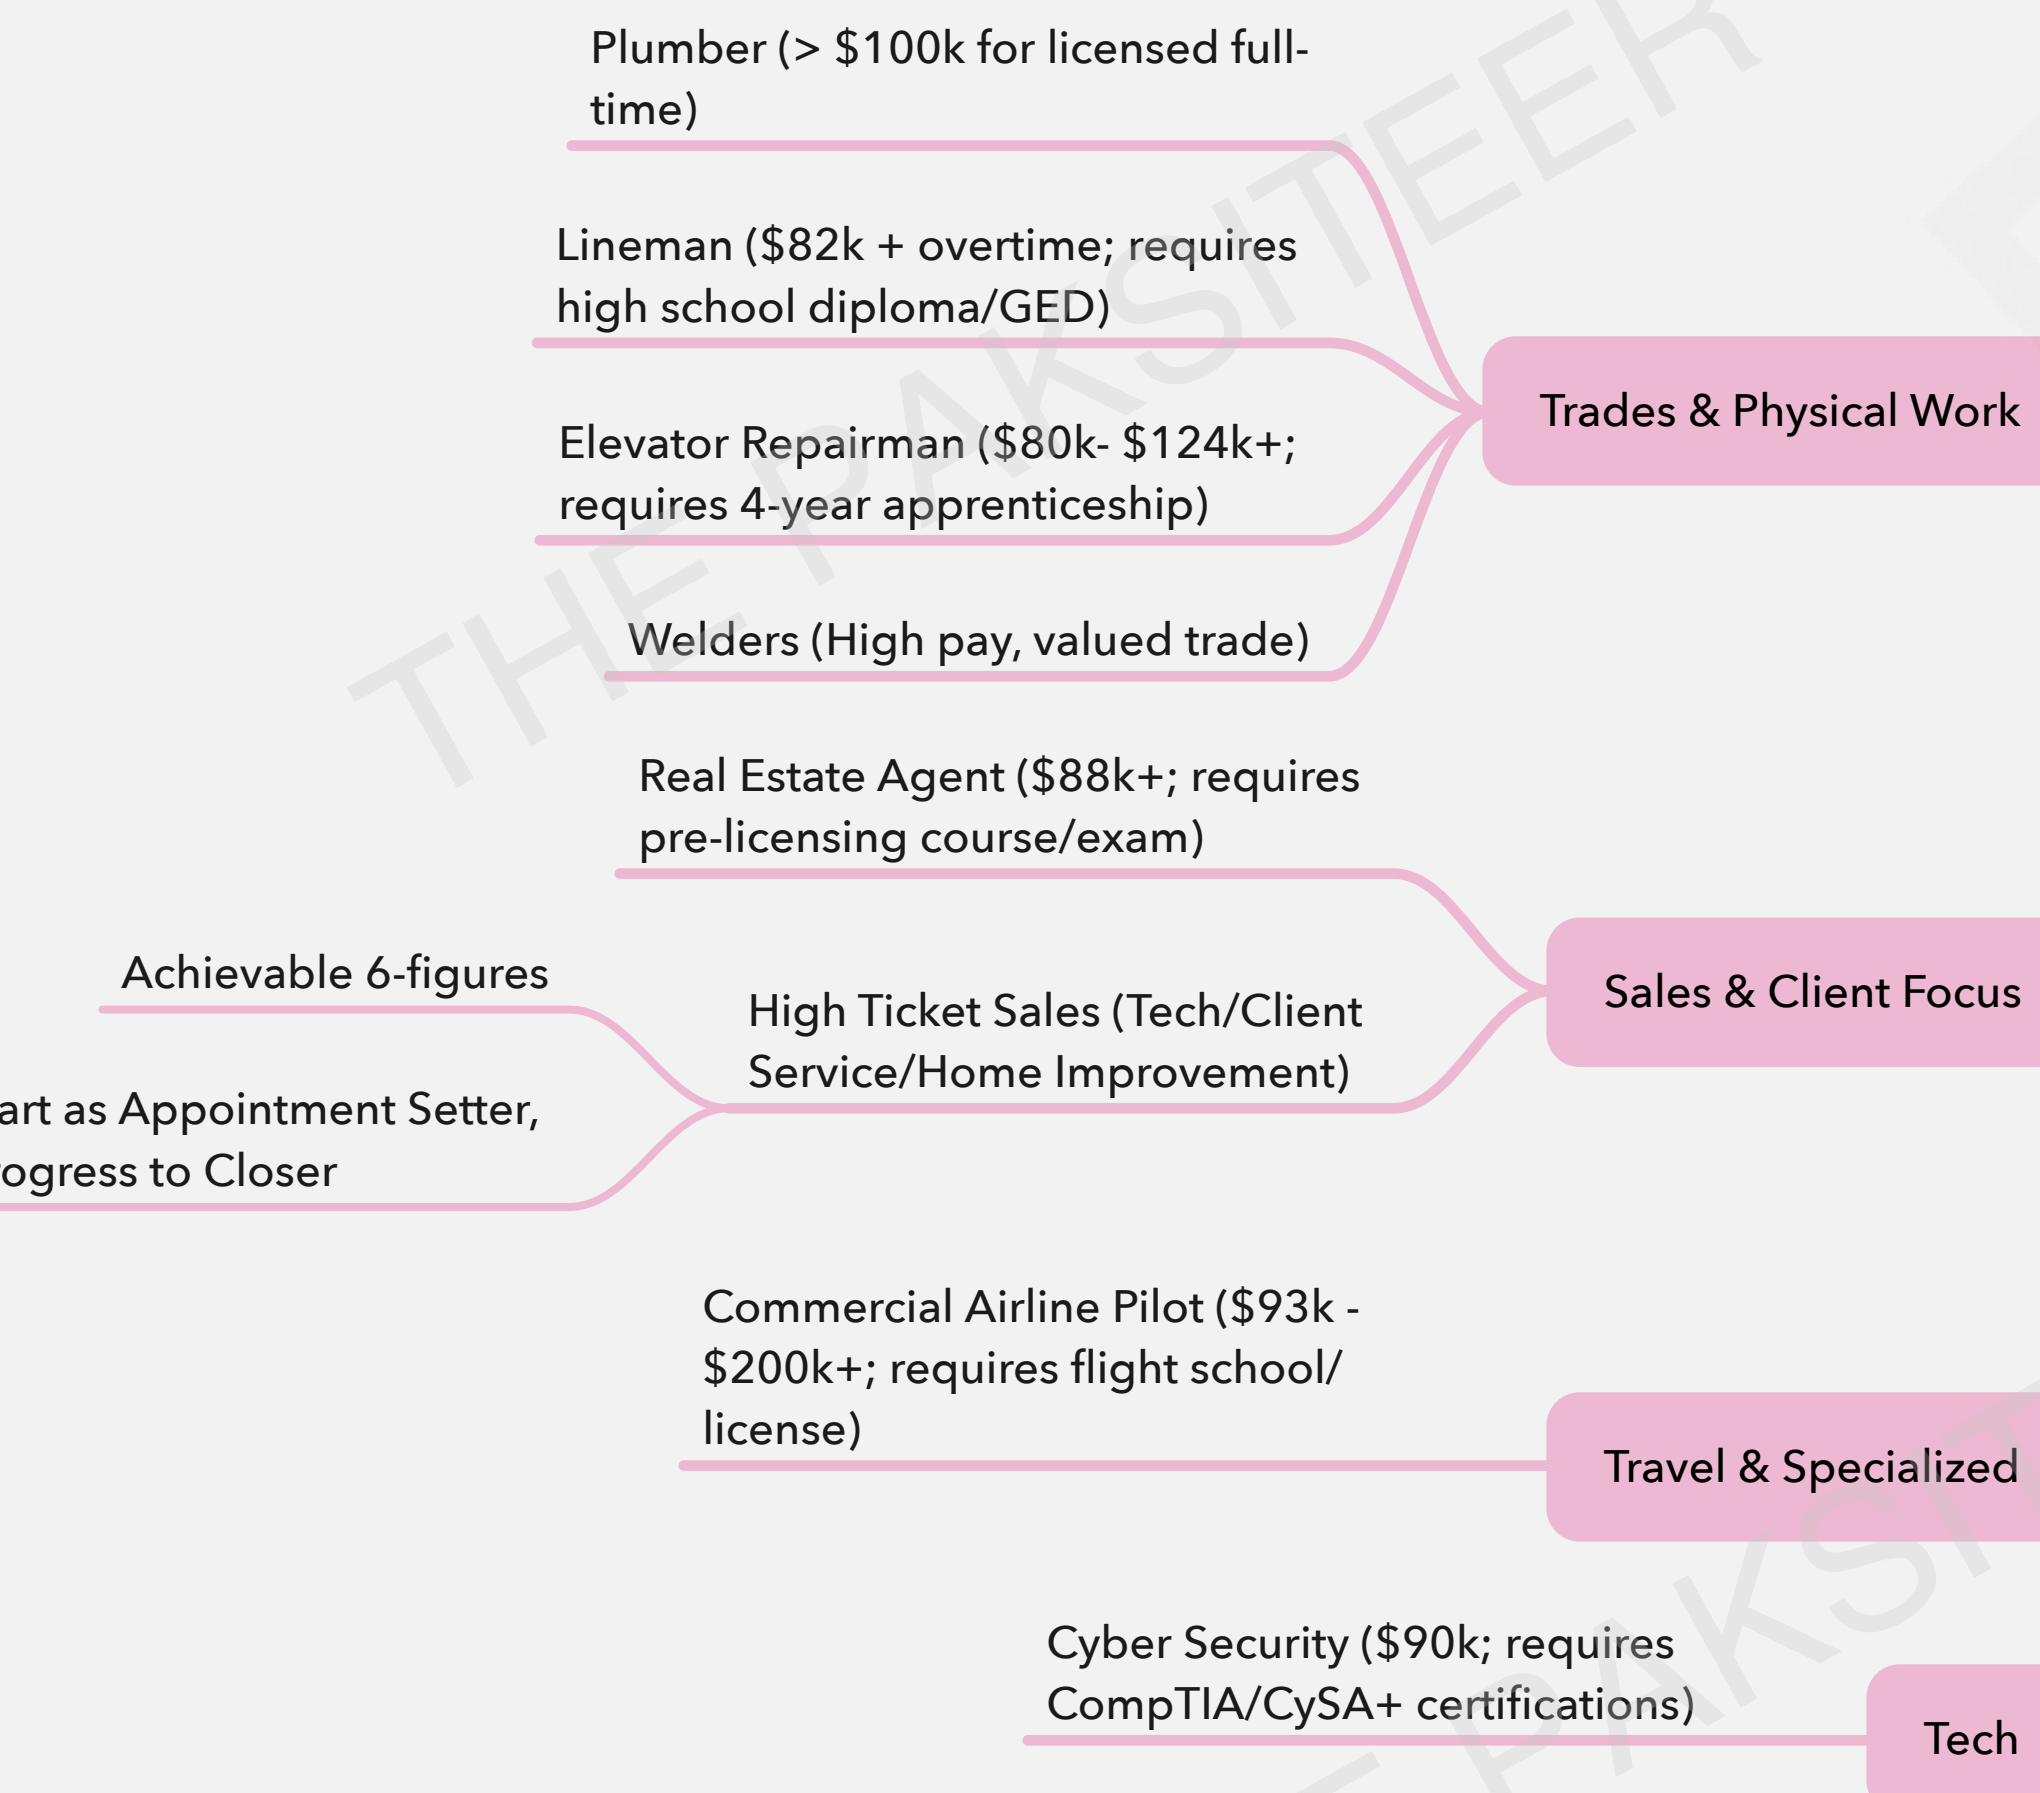 Plumber (> $100k for licensed full-
time)
Lineman ($82k + overtime; requires
high school diploma/GED)
Elevator Repairman ($80k- $124k+;
requires 4-year apprenticeship)
Welders (High pay, valued trade)
Trades & Physical Work
Real Estate Agent ($88k+; requires
pre-licensing course/exam)
Achievable 6-figures
as Appointment Setter,
to Closer
High Ticket Sales (Tech/Client
Service/Home Improvement)
Sales & Client Focus
Commercial Airline Pilot ($93k -
$200k+; requires flight school/
license)
Travel & Specialized
Cyber Security ($90k; requires
CompTIA/CySA+ certifications)
Tech
THE PAKSITEER